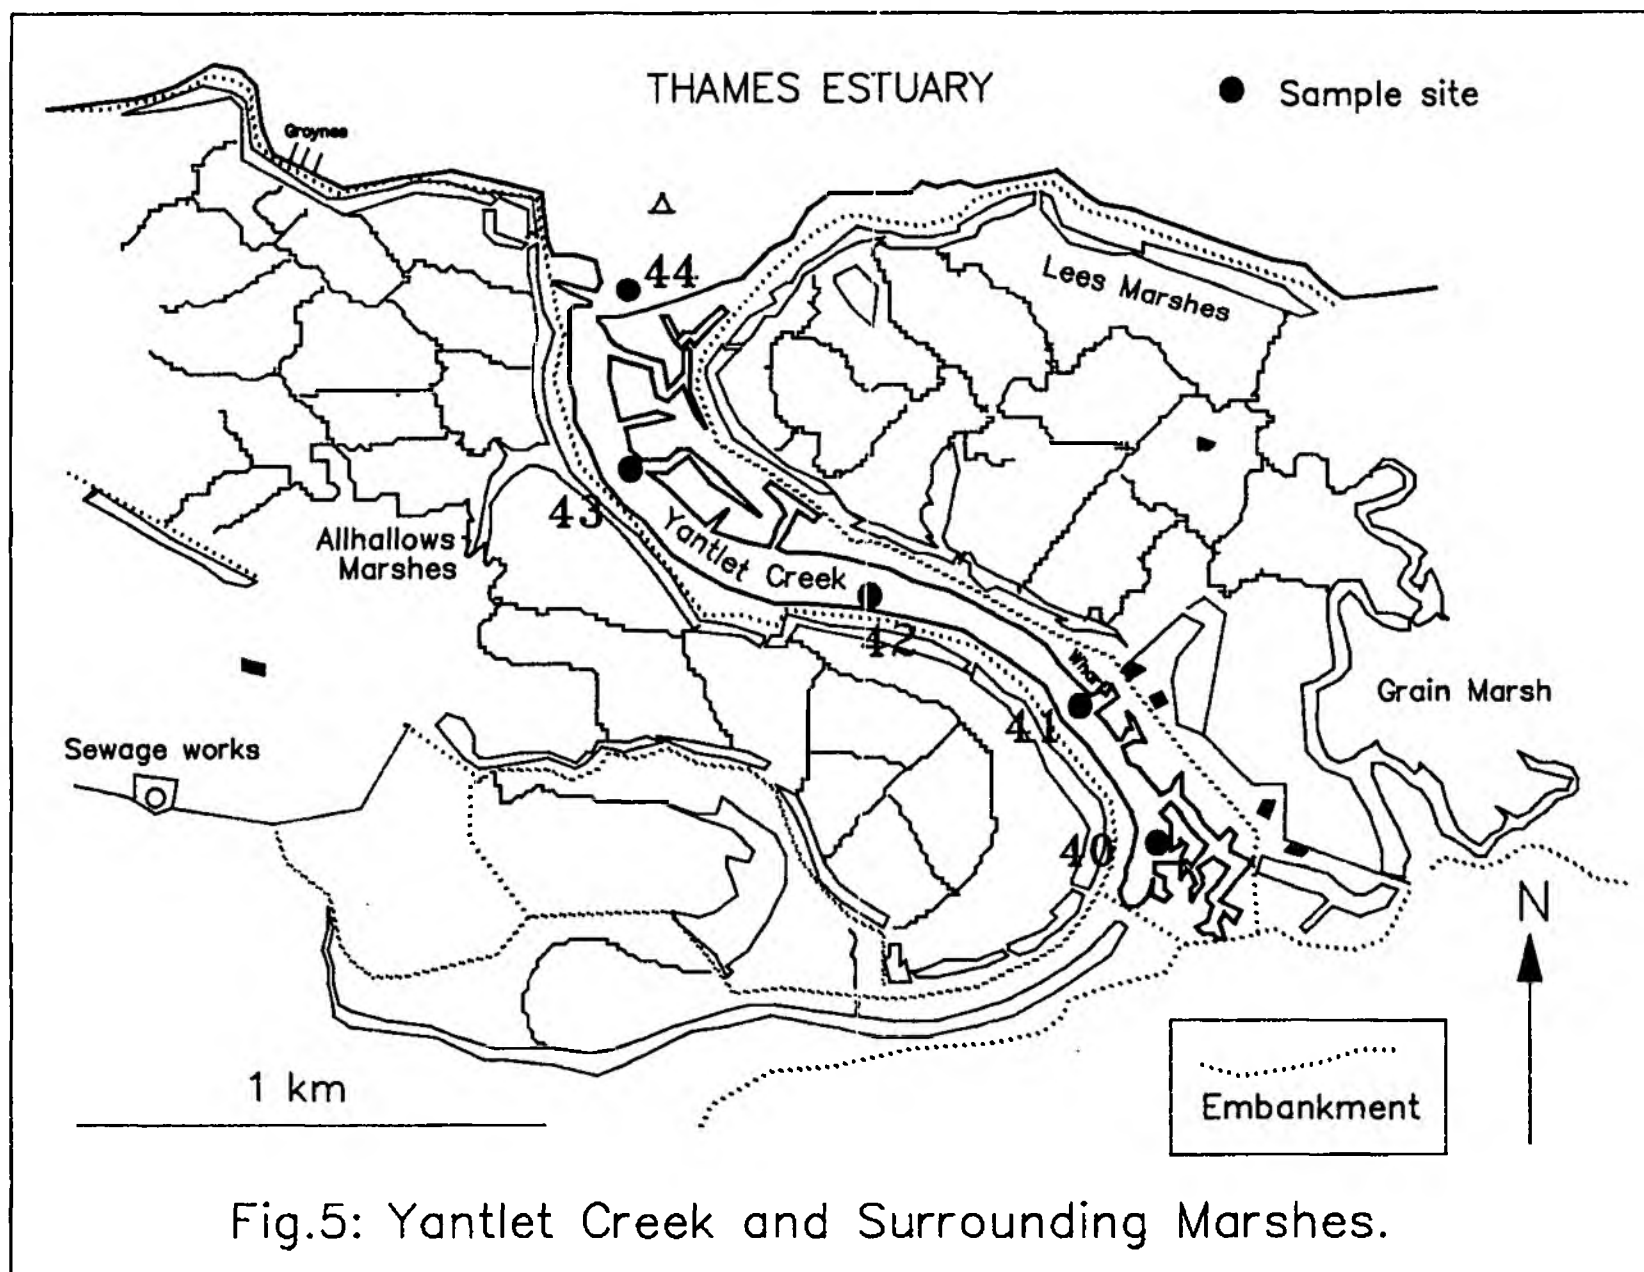 THAMES ESTUARY
Sample site
Groynes
44
Lees Marshes
43
Allhallows
Marshes
Yantlet Creek
42
Wharf
41
Grain Marsh
Sewage works
40
N
1 km
Embankment
Fig.5: Yantlet Creek and Surrounding Marshes.